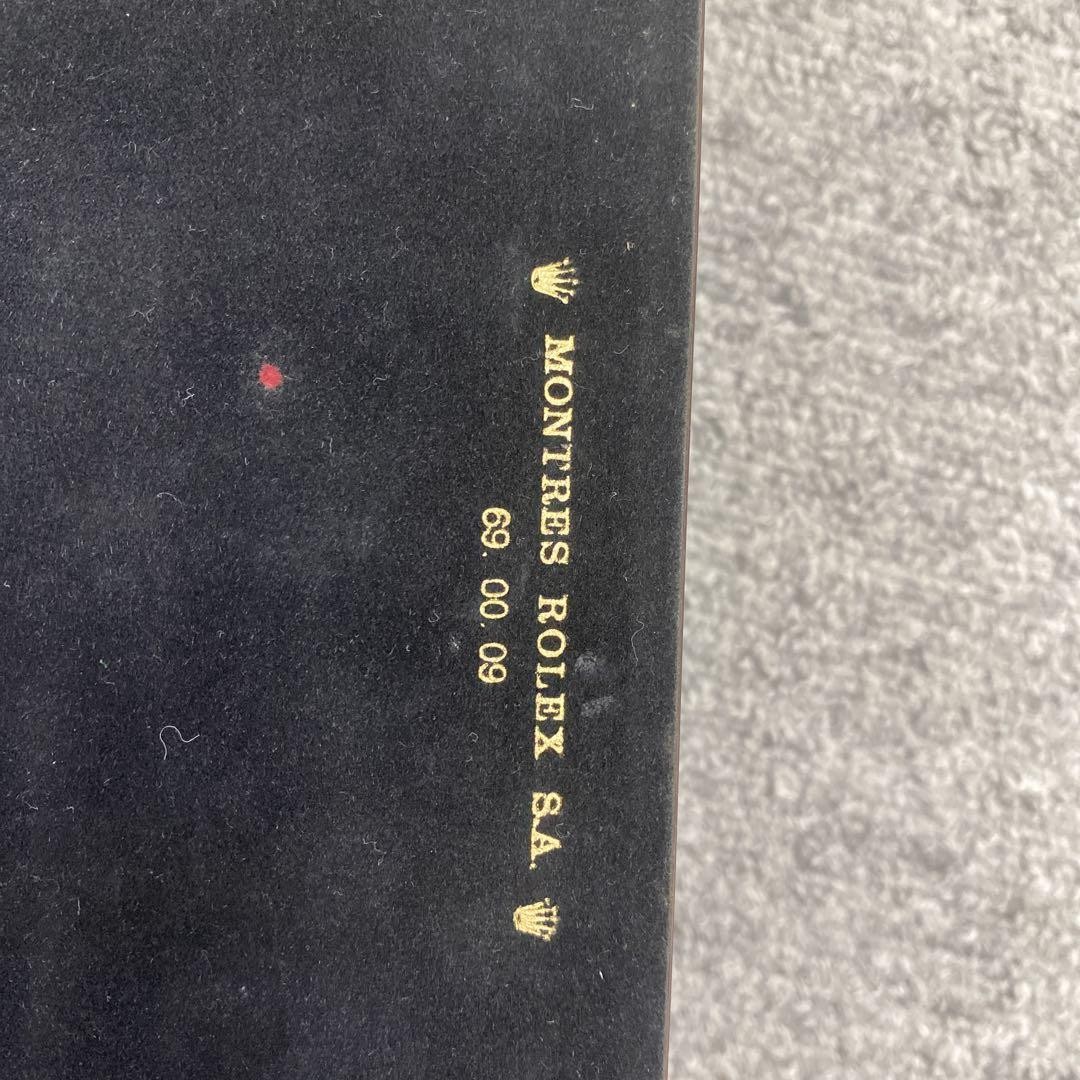 MONTRES ROLEX S.A.
69. 00. 09